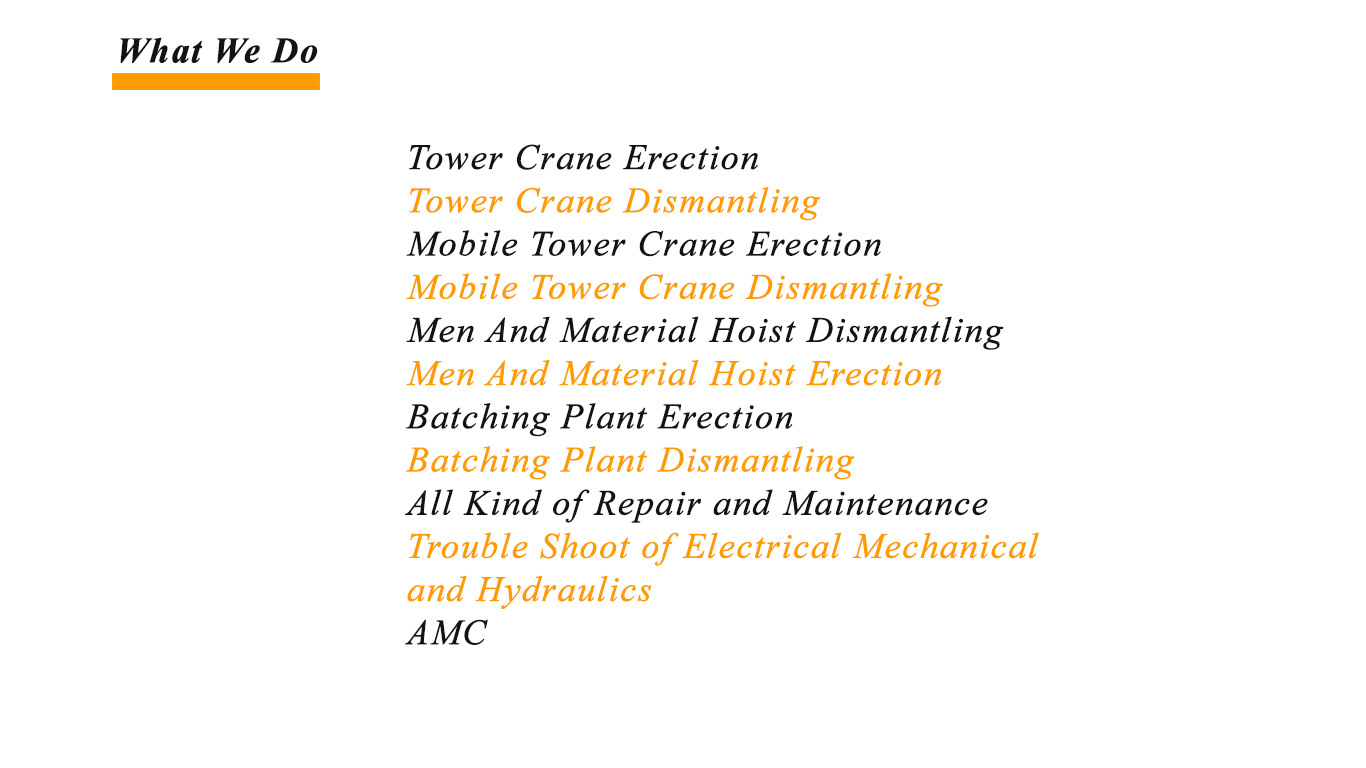 What We Do
Tower Crane Erection
Tower Crane Dismantling
Mobile Tower Crane Erection
Mobile Tower Crane Dismantling
Men And Material Hoist Dismantling
Men And Material Hoist Erection
Batching Plant Erection
Batching Plant Dismantling
All Kind of Repair and Maintenance
Trouble Shoot of Electrical Mechanical
and Hydraulics
AMC